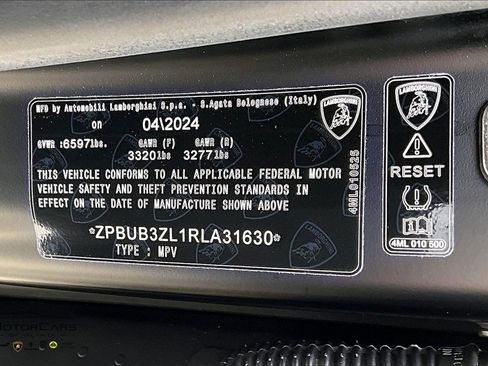 MFD by Automobili Lamborghini S.p.a. - S.Agata Bolognese (Italy)
on 04\2024
GVWR :6597lbs. GAWR (F) GAWR (R)
3320lbs 3277lbs
THIS VEHICLE CONFORMS TO ALL APPLICABLE FEDERAL MOTOR
VEHICLE SAFETY AND THEFT PREVENTION STANDARDS IN
EFFECT ON THE DATE OF MANUFACTURE SHOWN ABOVE
*ZPBUB3ZL1RLA31630*
TYPE : MPV
LAMBORGHINI
4ML010525
LAMBORGHINI
RESET
4ML 010 500
MOTORCARS